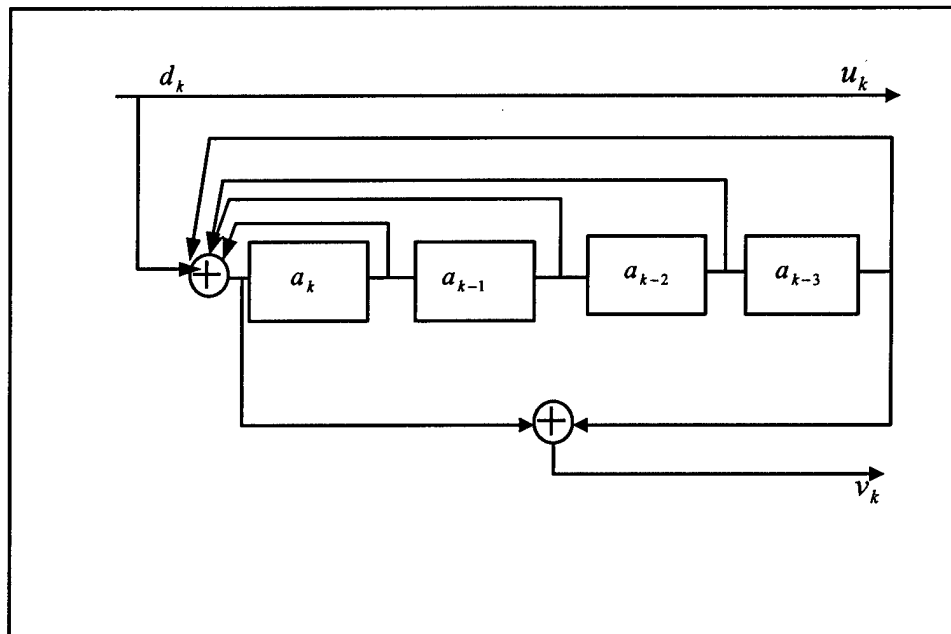 d_k u_k
+ a_k a_{k-1} a_{k-2} a_{k-3}
+
v_k